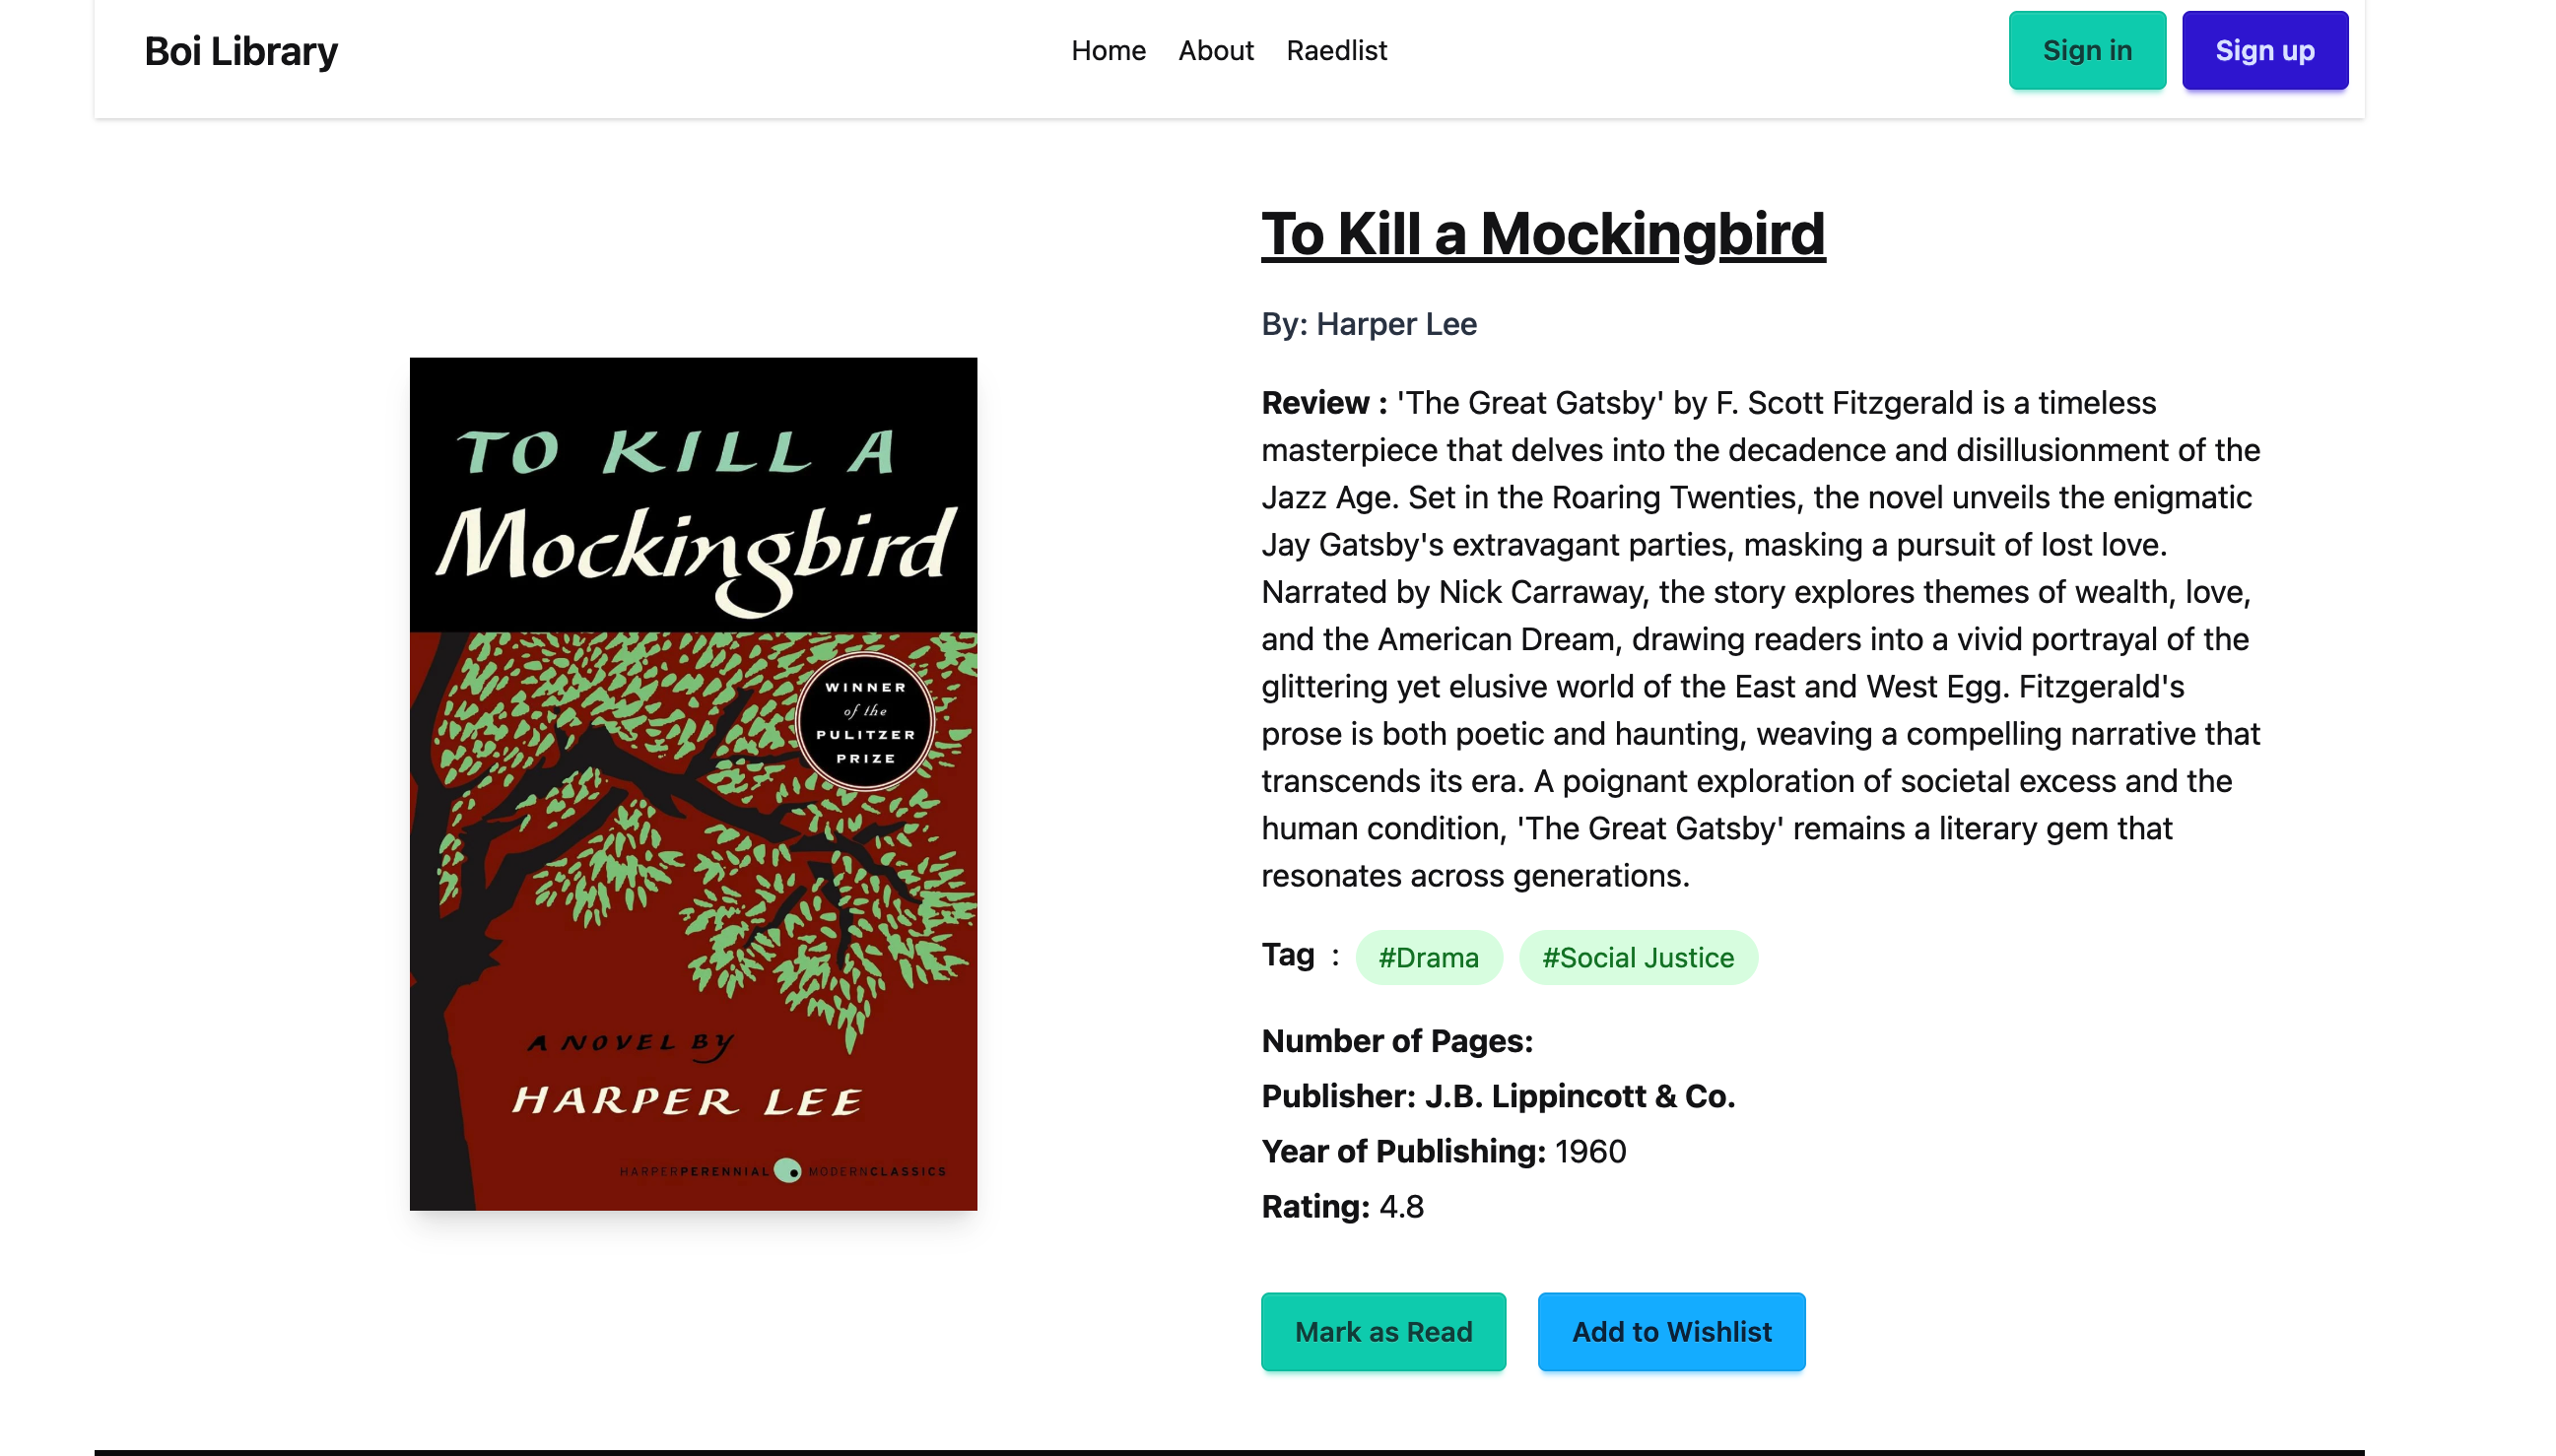 Boi Library
Home About Raedlist
Sign in Sign up
TO KILL A
Mockingbird
WINNER
of the
PULITZER
PRIZE
A NOVEL BY
HARPER LEE
HARPERPERENNIAL MODERNCLASSICS
To Kill a Mockingbird
By: Harper Lee
Review : 'The Great Gatsby' by F. Scott Fitzgerald is a timeless
masterpiece that delves into the decadence and disillusionment of the
Jazz Age. Set in the Roaring Twenties, the novel unveils the enigmatic
Jay Gatsby's extravagant parties, masking a pursuit of lost love.
Narrated by Nick Carraway, the story explores themes of wealth, love,
and the American Dream, drawing readers into a vivid portrayal of the
glittering yet elusive world of the East and West Egg. Fitzgerald's
prose is both poetic and haunting, weaving a compelling narrative that
transcends its era. A poignant exploration of societal excess and the
human condition, 'The Great Gatsby' remains a literary gem that
resonates across generations.
Tag : #Drama #Social Justice
Number of Pages:
Publisher: J.B. Lippincott & Co.
Year of Publishing: 1960
Rating: 4.8
Mark as Read Add to Wishlist